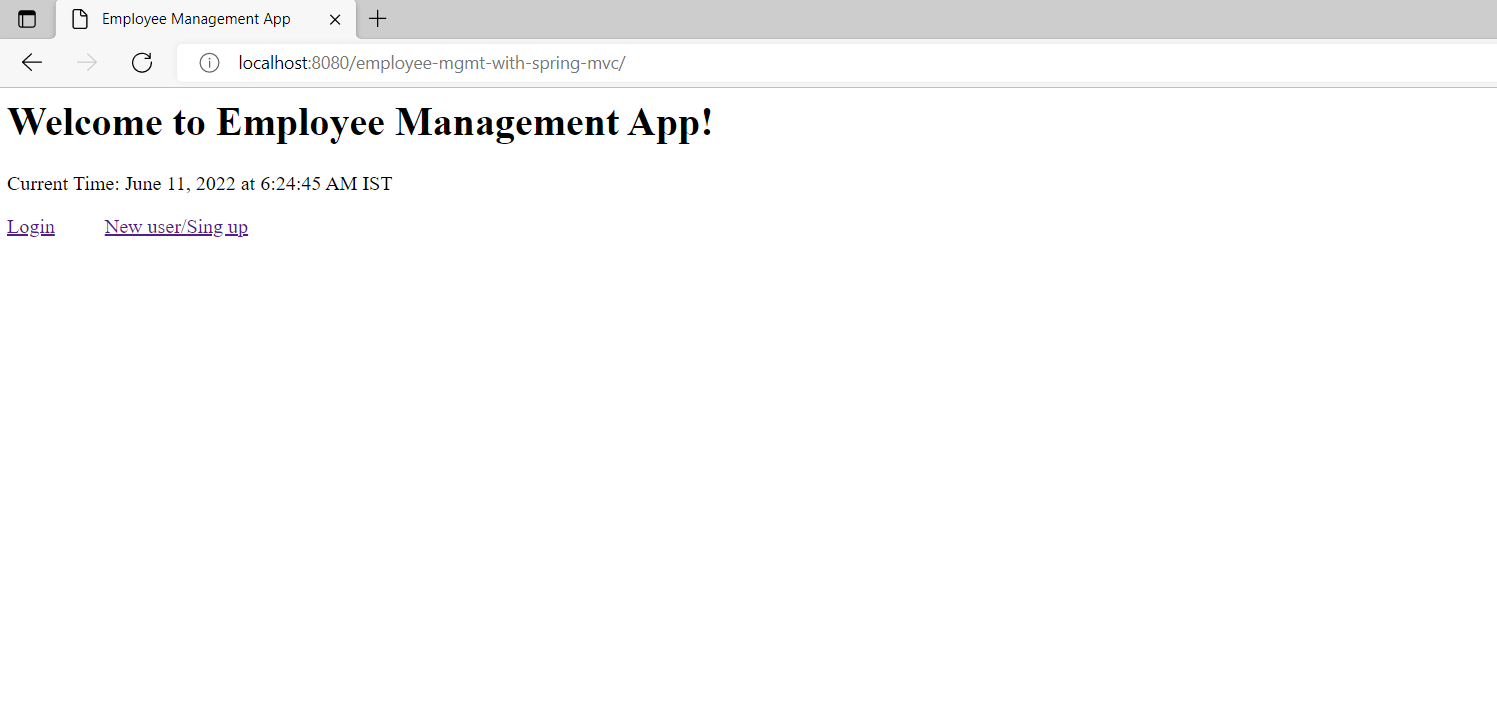 Employee Management App
localhost:8080/employee-mgmt-with-spring-mvc/
Welcome to Employee Management App!
Current Time: June 11, 2022 at 6:24:45 AM IST
Login New user/Sing up